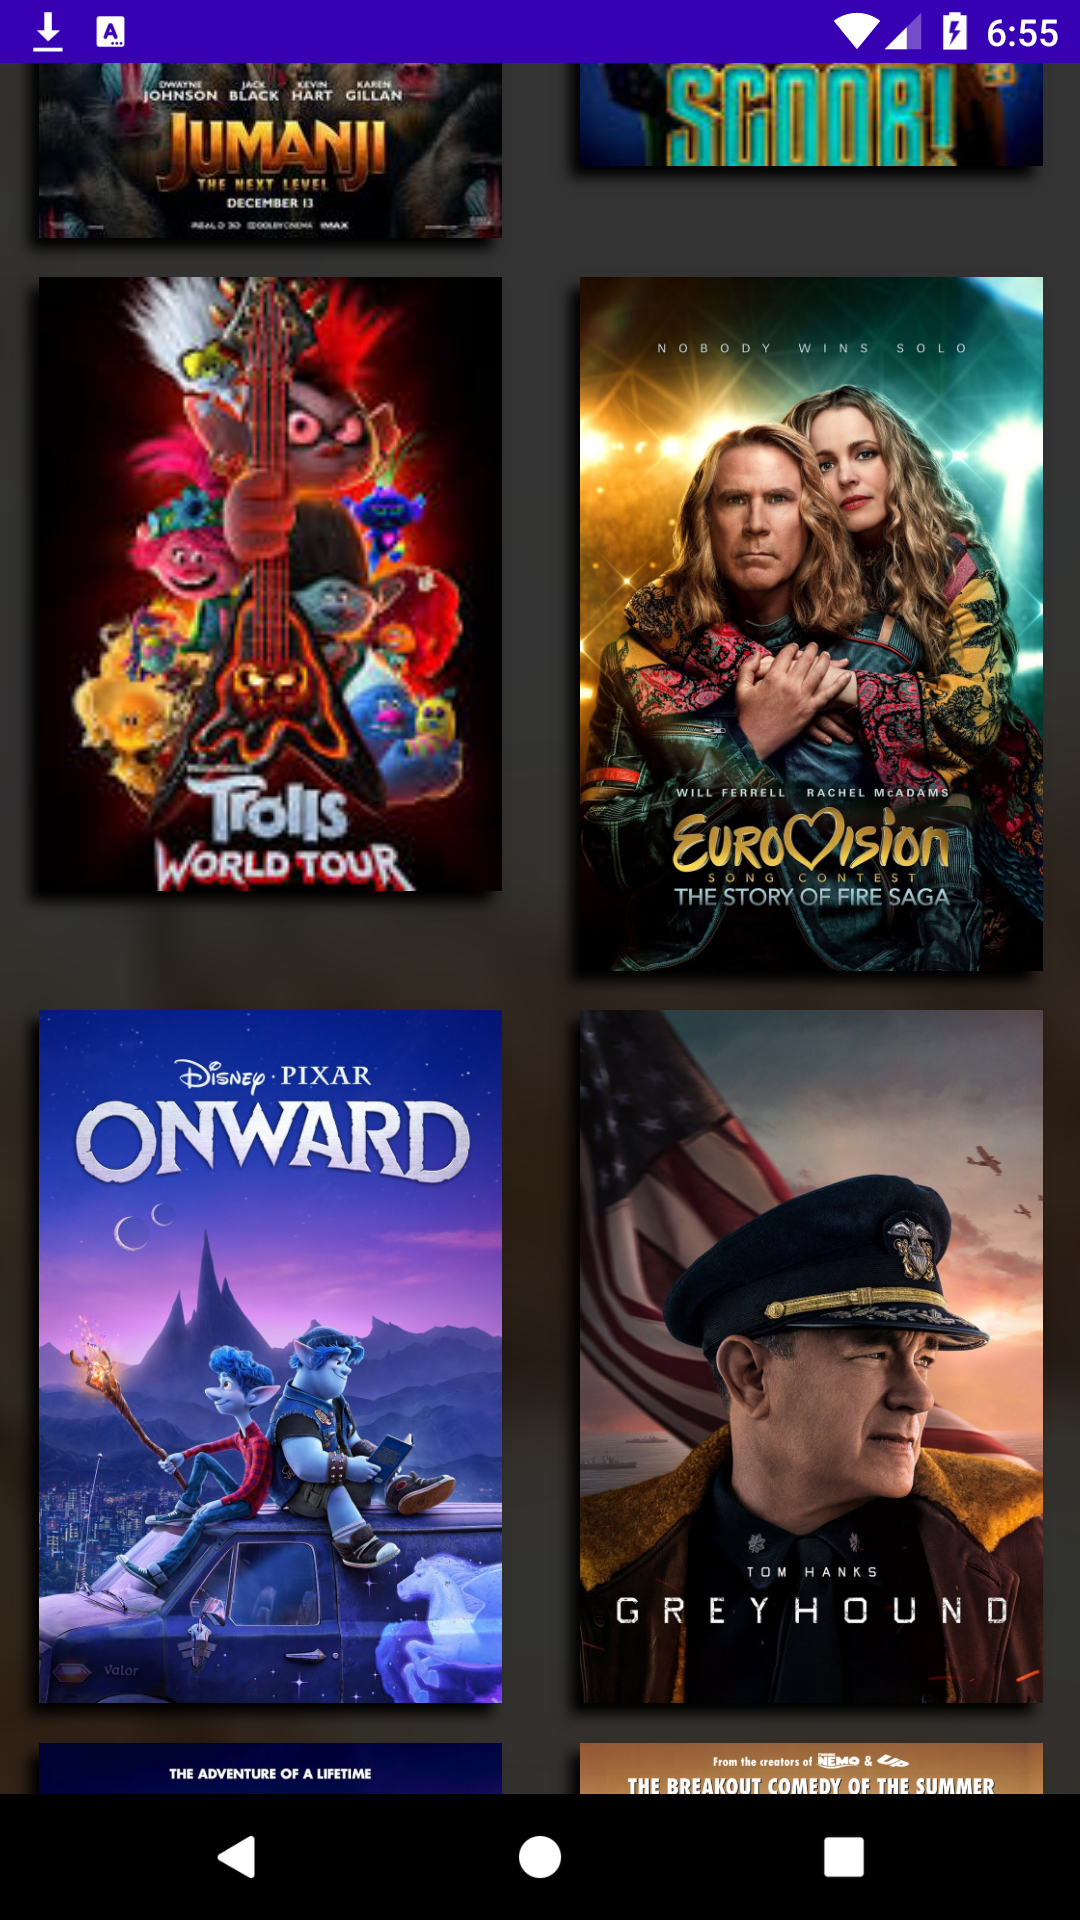 6:55
DWAYNE JACK KEVIN KAREN
JOHNSON BLACK HART GILLAN
JUMANJI
THE NEXT LEVEL
DECEMBER 13
REAL D 3D DOLBY CINEMA IMAX
SCOOB!
Trolls
WORLD TOUR
NOBODY WINS SOLO
WILL FERRELL RACHEL McADAMS
EUROVISION
SONG CONTEST
THE STORY OF FIRE SAGA
DISNEY · PIXAR
ONWARD
Valor
TOM HANKS
GREYHOUND
THE ADVENTURE OF A LIFETIME
From the creators of FINDING NEMO & UP
THE BREAKOUT COMEDY OF THE SUMMER